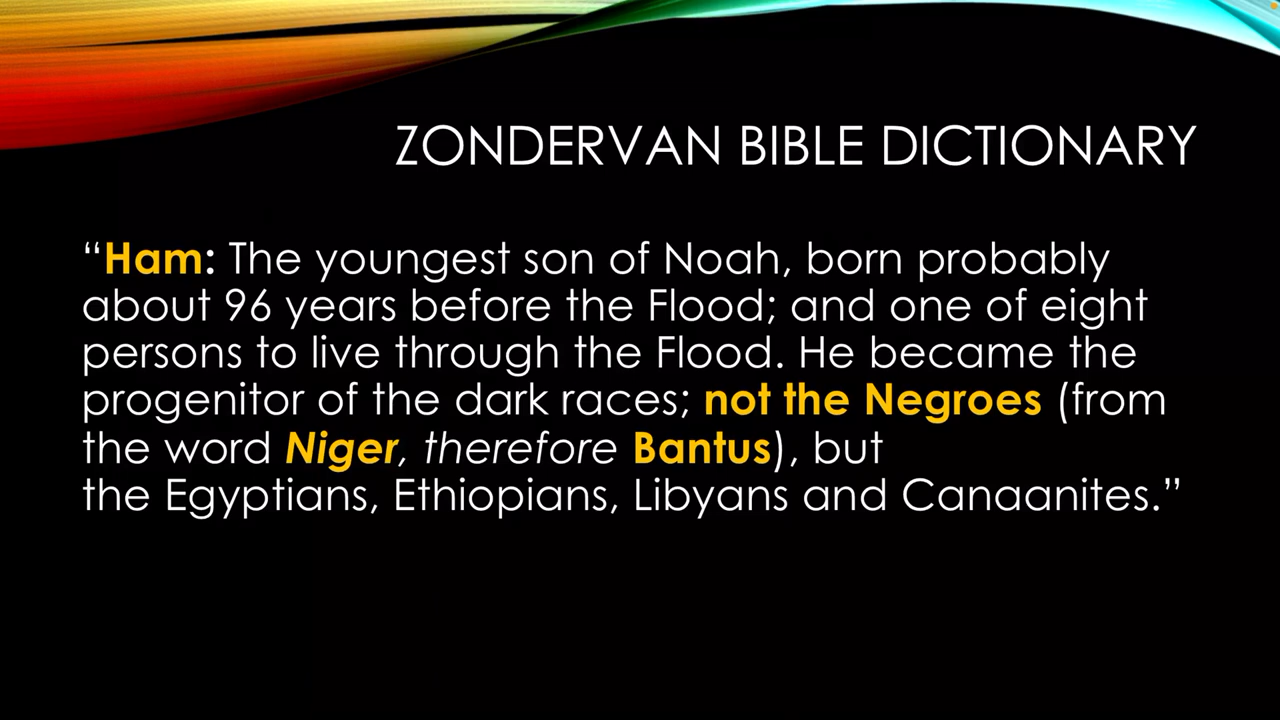 ZONDERVAN BIBLE DICTIONARY
“Ham: The youngest son of Noah, born probably
about 96 years before the Flood; and one of eight
persons to live through the Flood. He became the
progenitor of the dark races; not the Negroes (from
the word Niger, therefore Bantus), but
the Egyptians, Ethiopians, Libyans and Canaanites.”